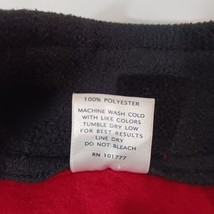 100% POLYESTER
MACHINE WASH COLD
WITH LIKE COLORS
TUMBLE DRY LOW
FOR BEST RESULTS
LINE DRY
DO NOT BLEACH
RN 101777